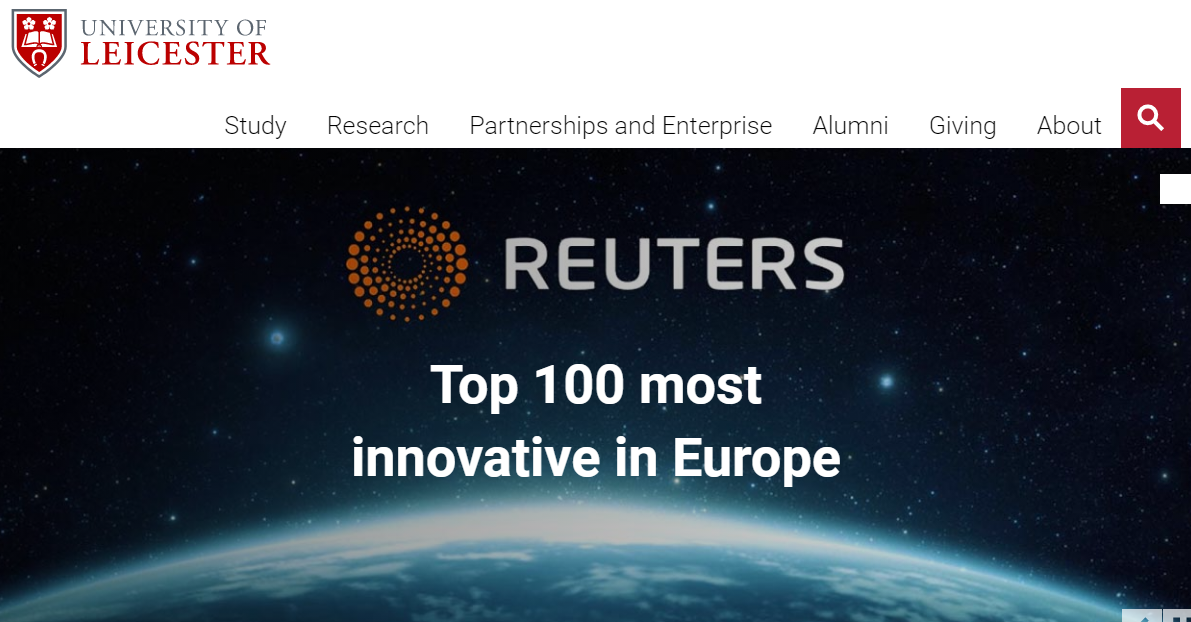 UNIVERSITY OF
LEICESTER
Study Research Partnerships and Enterprise Alumni Giving About
REUTERS
Top 100 most
innovative in Europe